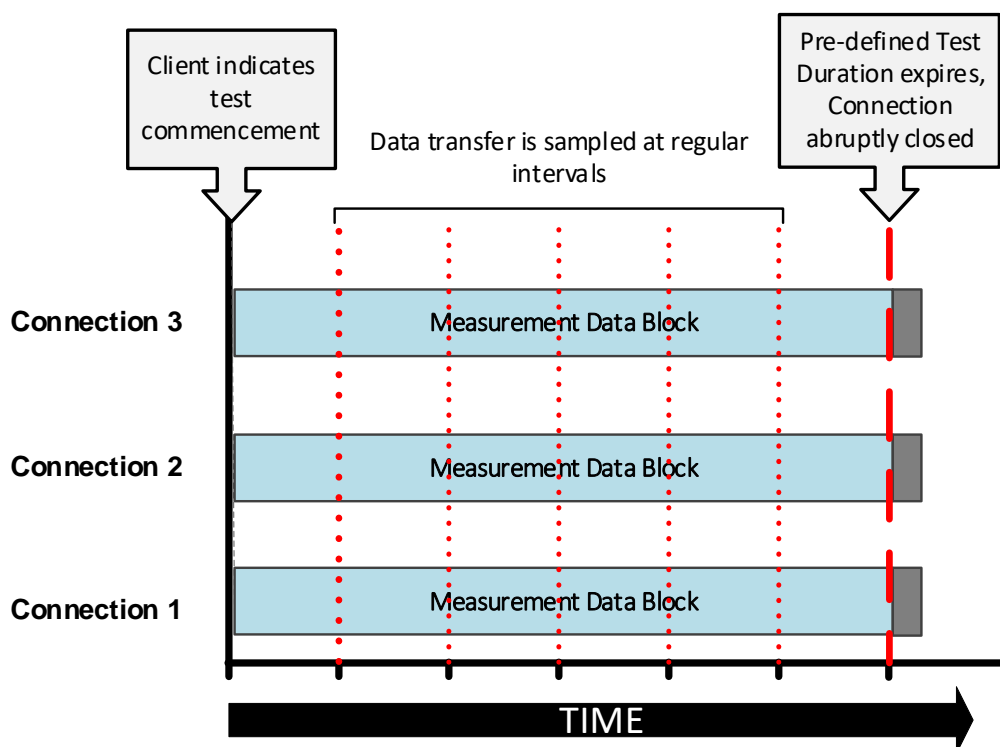 Client indicates
test
commencement
Pre-defined Test
Duration expires,
Connection
abruptly closed
Data transfer is sampled at regular
intervals
Connection 3
Measurement Data Block
Connection 2
Measurement Data Block
Connection 1
Measurement Data Block
TIME